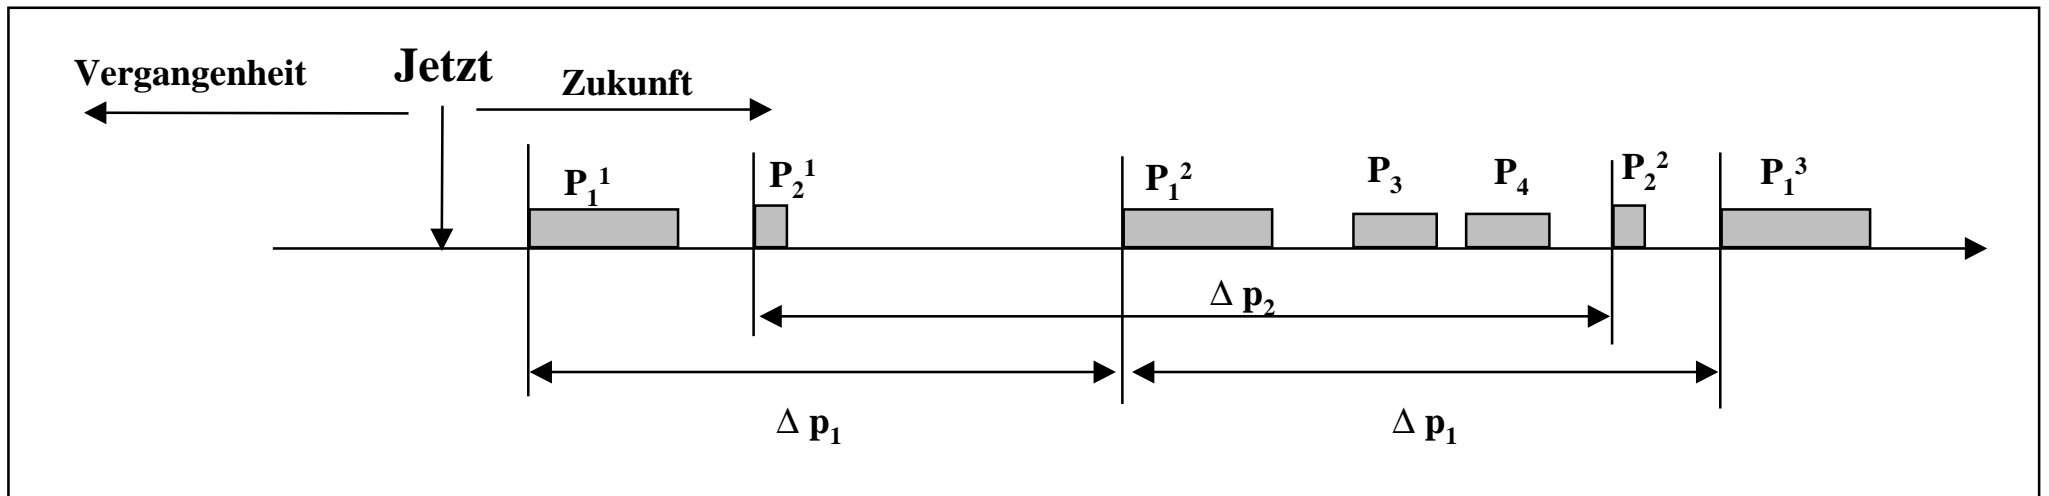 Vergangenheit Jetzt Zukunft
P₁¹ P₂¹ P₁² P₃ P₄ P₂² P₁³
Δ p₂
Δ p₁ Δ p₁